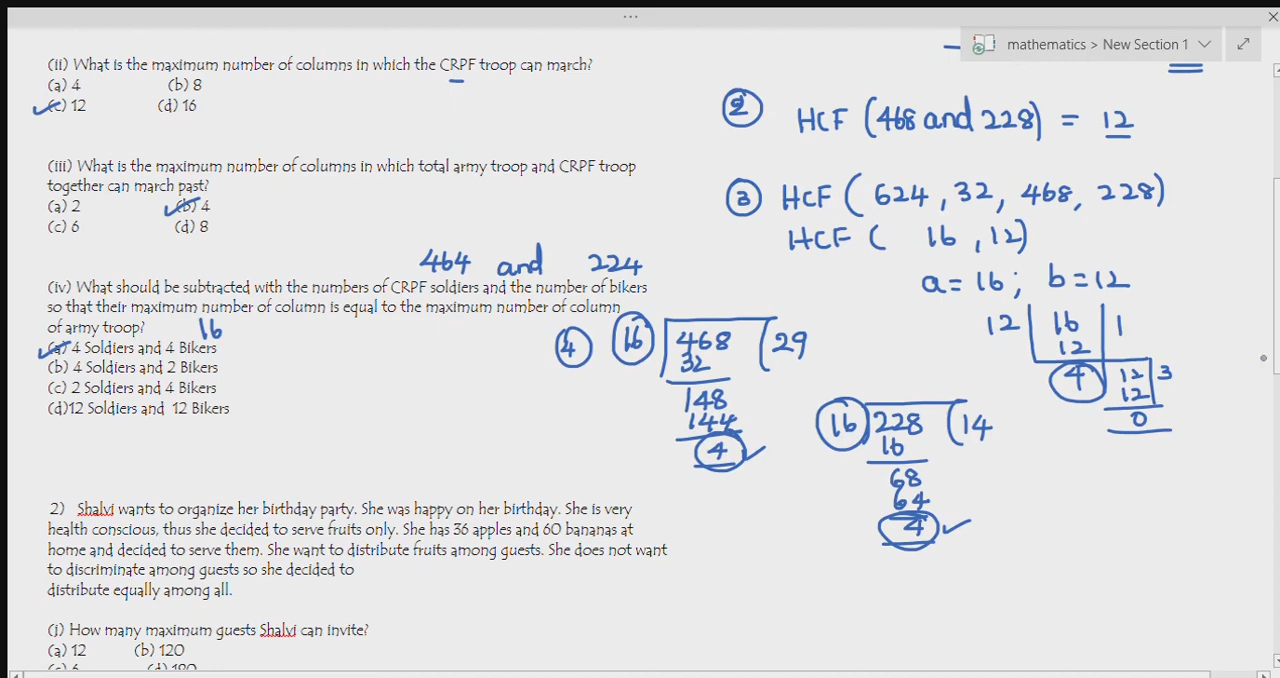 mathematics > New Section 1
(ii) What is the maximum number of columns in which the CRPF troop can march?
(a) 4 (b) 8
(c) 12 (d) 16
(iii) What is the maximum number of columns in which total army troop and CRPF troop
together can march past?
(a) 2 (b) 4
(c) 6 (d) 8
464 and 224
(iv) What should be subtracted with the numbers of CRPF soldiers and the number of bikers
so that their maximum number of column is equal to the maximum number of column
of army troop? 16
(a) 4 Soldiers and 4 Bikers
(b) 4 Soldiers and 2 Bikers
(c) 2 Soldiers and 4 Bikers
(d)12 Soldiers and 12 Bikers
2) Shalvi wants to organize her birthday party. She was happy on her birthday. She is very
health conscious, thus she decided to serve fruits only. She has 36 apples and 60 bananas at
home and decided to serve them. She want to distribute fruits among guests. She does not want
to discriminate among guests so she decided to
distribute equally among all.
(i) How many maximum guests Shalvi can invite?
(a) 12 (b) 120
(c) 6 (d) 180
2 HCF (468 and 228) = 12
3 HCF ( 624 , 32 , 468, 228)
HCF ( 16 , 12)
a = 16 ; b = 12
12 16 1
12
4 12 3
12
0
4 16 468 29
32
148
144
4
16 228 14
16
68
64
4